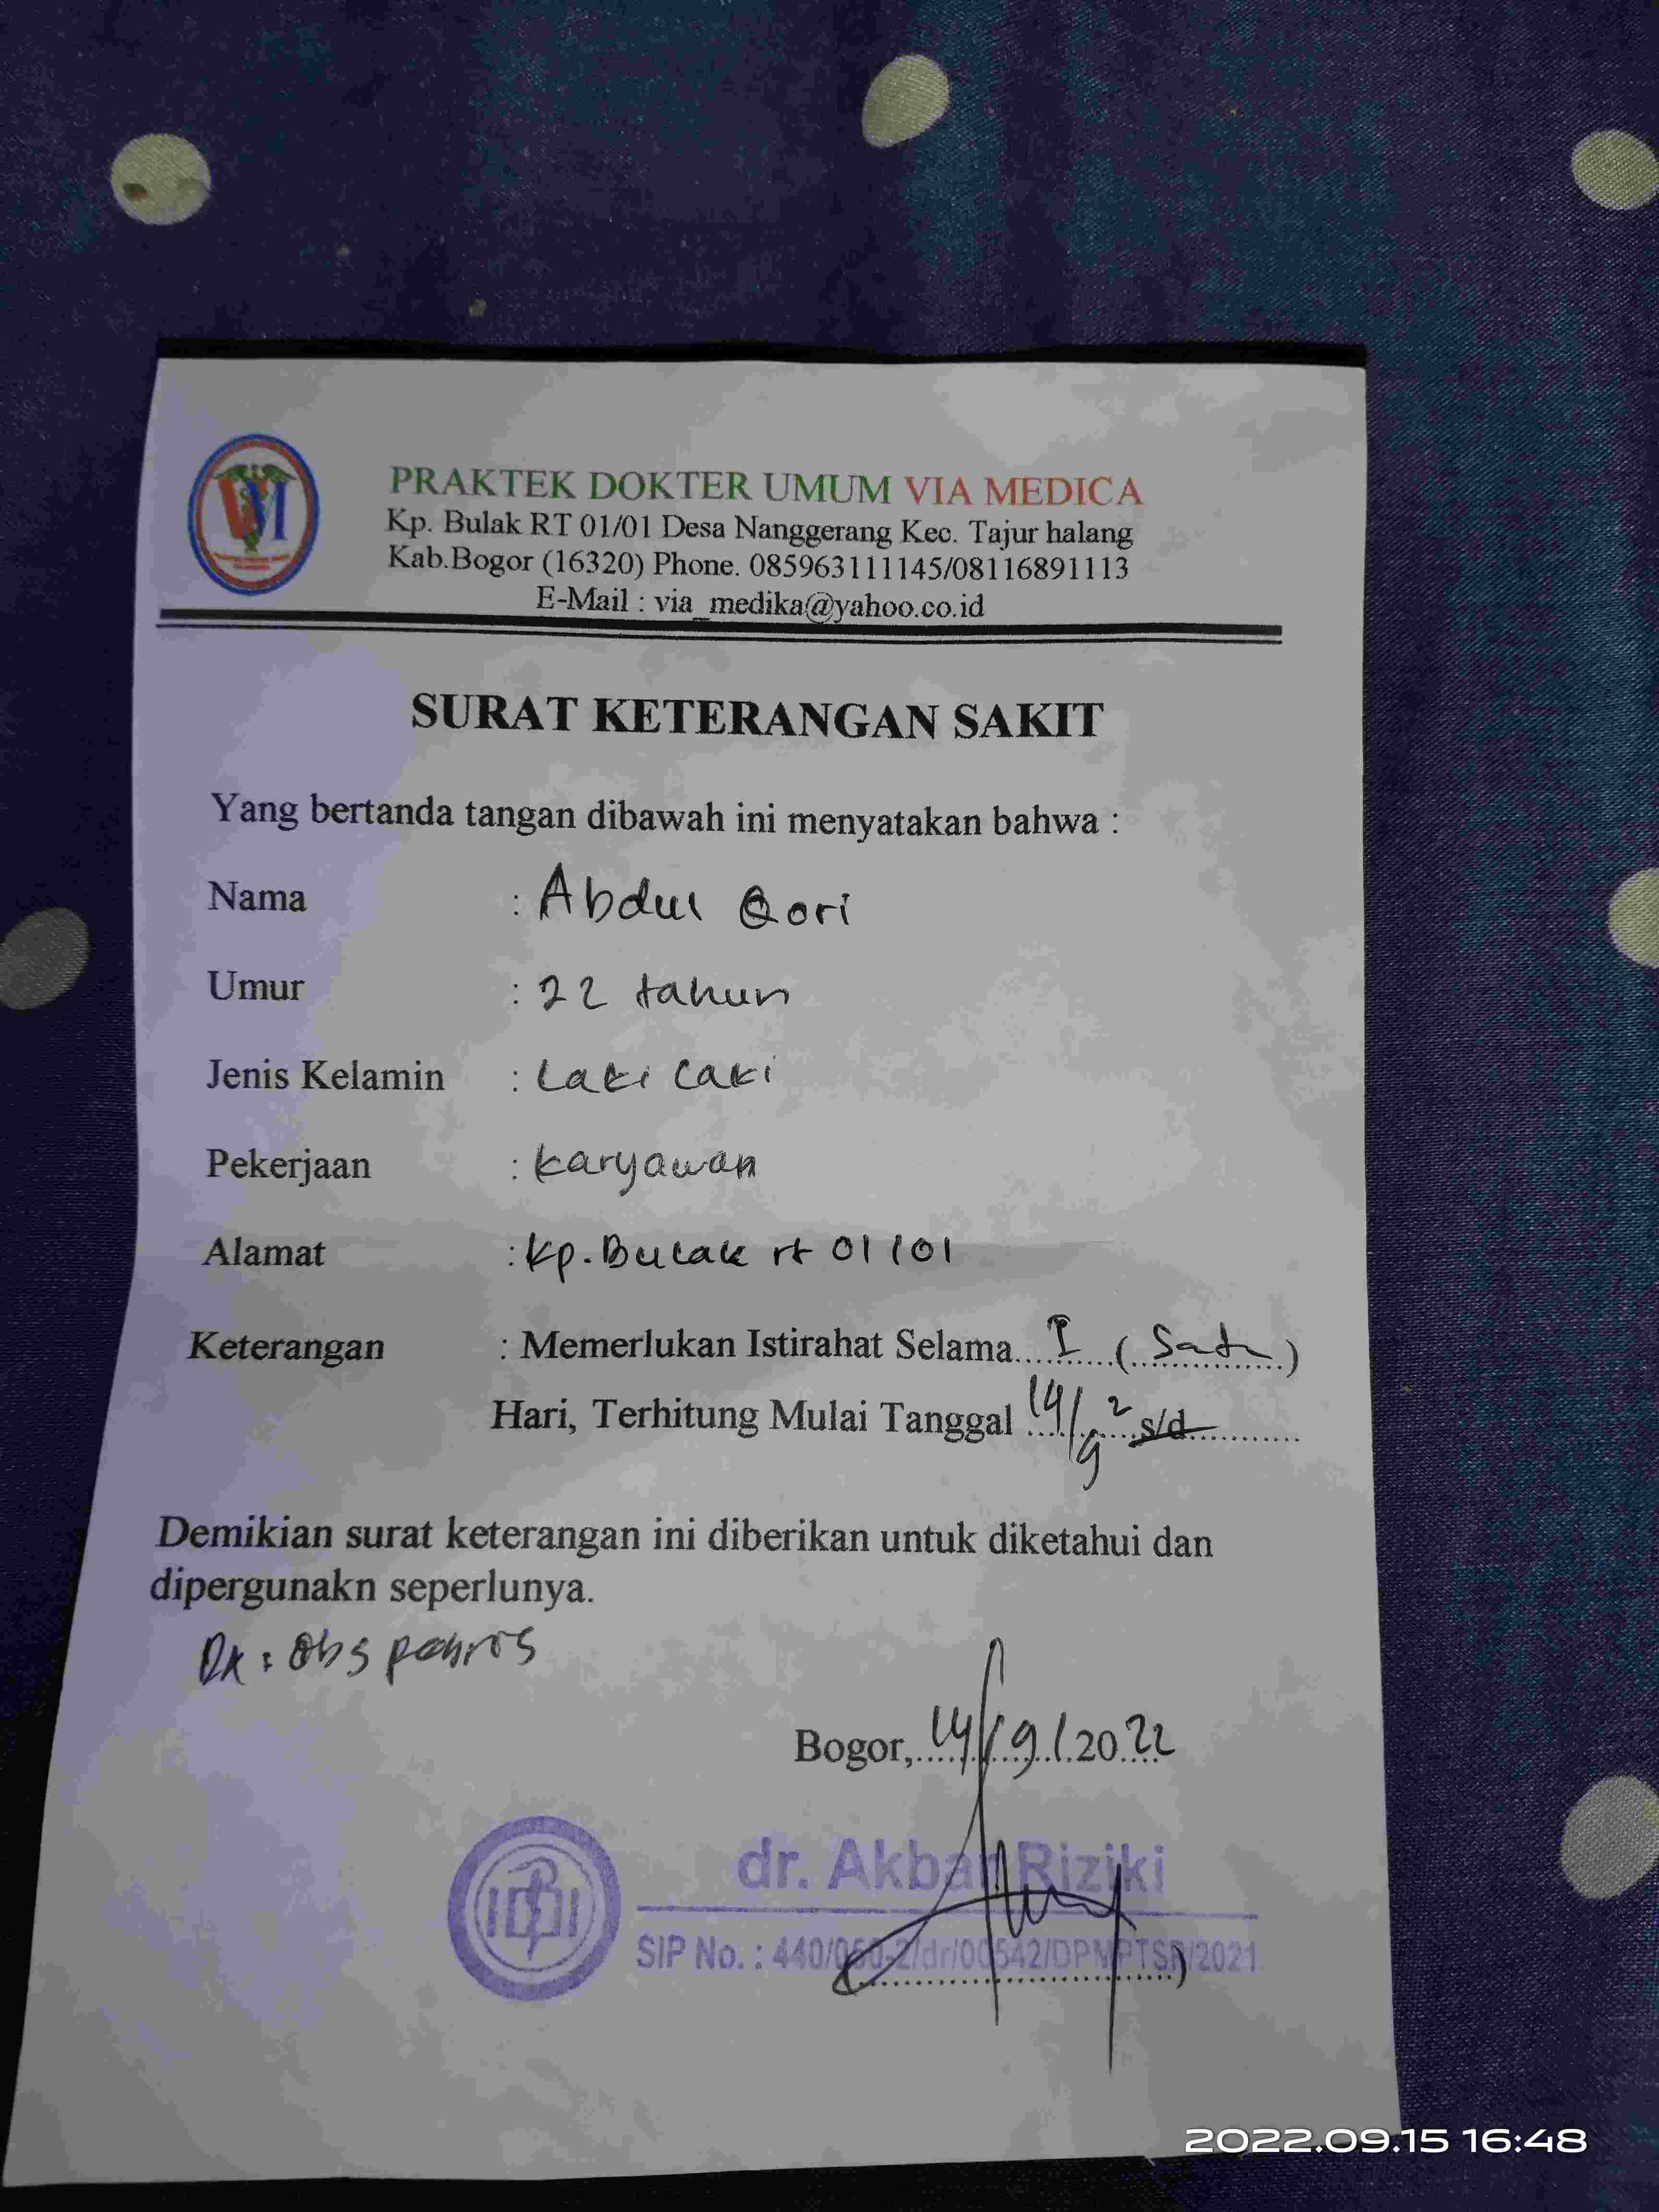 PRAKTEK DOKTER UMUM VIA MEDICA
Kp. Bulak RT 01/01 Desa Nanggerang Kec. Tajur halang
Kab.Bogor (16320) Phone. 085963111145/08116891113
E-Mail : via_medika@yahoo.co.id
SURAT KETERANGAN SAKIT
Yang bertanda tangan dibawah ini menyatakan bahwa :
Nama : Abdul Qori
Umur : 22 tahun
Jenis Kelamin : Laki Laki
Pekerjaan : karyawan
Alamat : kp. Bulak rt 01/01
Keterangan : Memerlukan Istirahat Selama 1 (Satu)
Hari, Terhitung Mulai Tanggal 14/9 s/d
Demikian surat keterangan ini diberikan untuk diketahui dan
dipergunakn seperlunya.
Dx : Obs
Bogor, 14/9/2022
dr. Akbar Riziki
SIP No. : 440/060-2/dr/00542/DPMPTSP/2021
2022.09.15 16:48